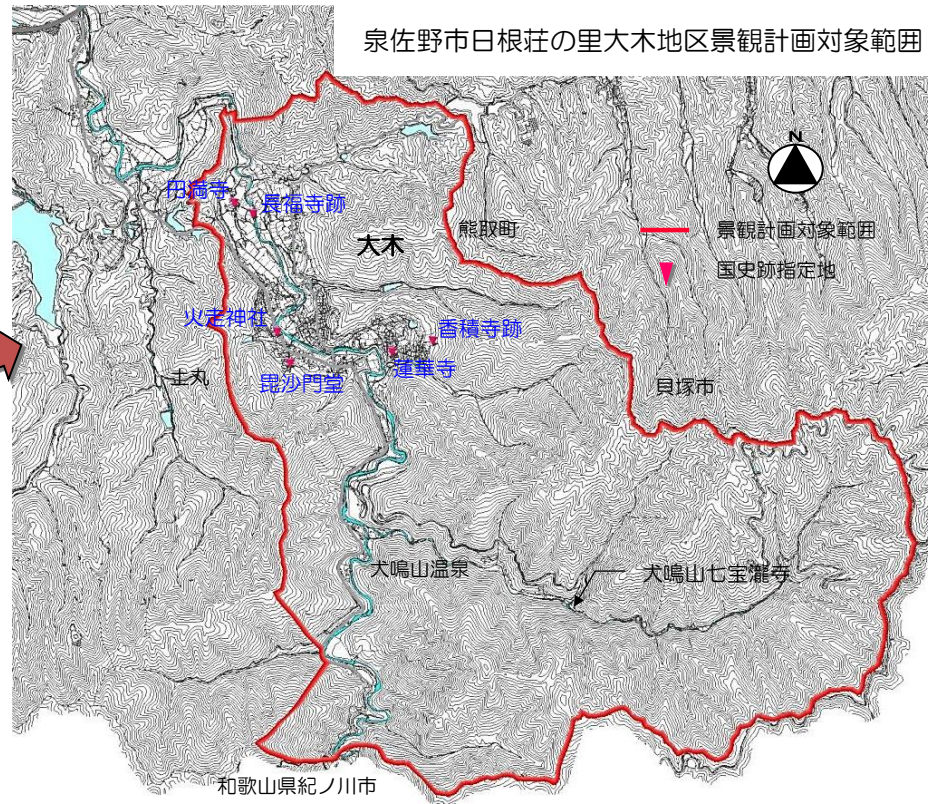 泉佐野市日根荘の里大木地区景観計画対象範囲
N
円満寺
長福寺跡
大木
熊取町
景観計画対象範囲
国史跡指定地
火走神社
香積寺跡
蓮華寺
毘沙門堂
土丸
貝塚市
犬鳴山温泉
犬鳴山七宝瀧寺
和歌山県紀ノ川市